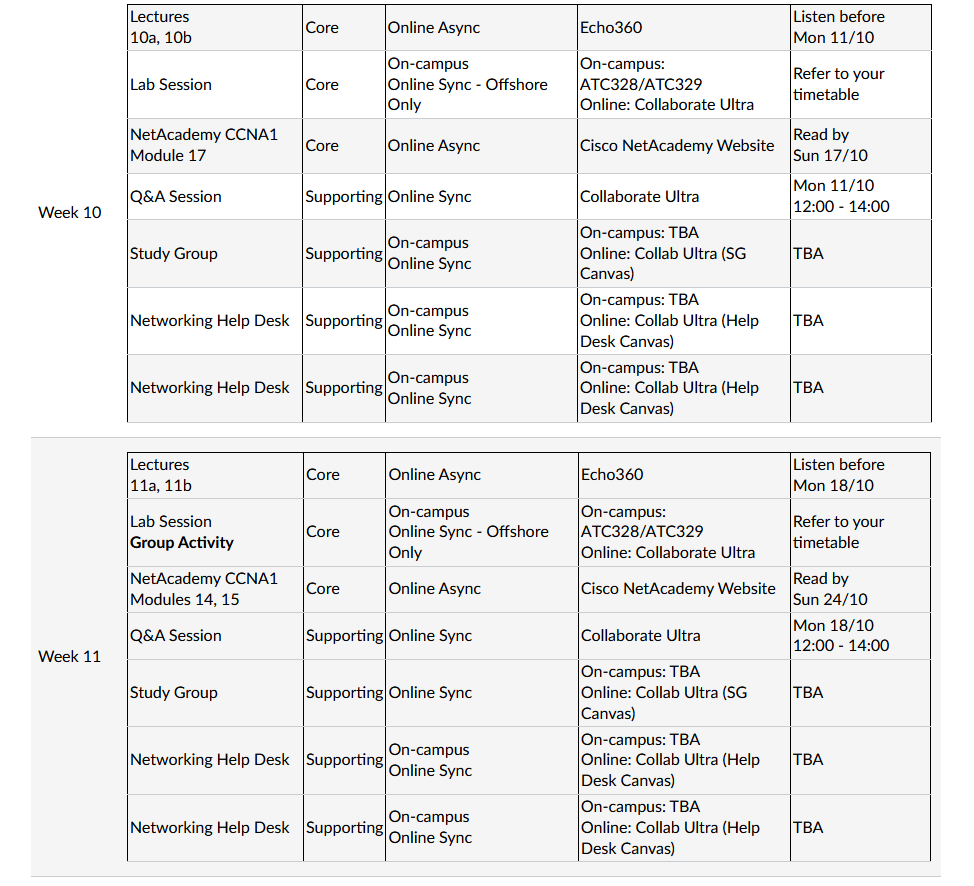 Lectures
10a, 10b
Core
Online Async
Echo360
Listen before
Mon 11/10
Lab Session
Core
On-campus
Online Sync - Offshore
Only
On-campus:
ATC328/ATC329
Online: Collaborate Ultra
Refer to your
timetable
NetAcademy CCNA1
Module 17
Core
Online Async
Cisco NetAcademy Website
Read by
Sun 17/10
Week 10
Q&A Session
Supporting
Online Sync
Collaborate Ultra
Mon 11/10
12:00 - 14:00
Study Group
Supporting
On-campus
Online Sync
On-campus: TBA
Online: Collab Ultra (SG
Canvas)
TBA
Networking Help Desk
Supporting
On-campus
Online Sync
On-campus: TBA
Online: Collab Ultra (Help
Desk Canvas)
TBA
Networking Help Desk
Supporting
On-campus
Online Sync
On-campus: TBA
Online: Collab Ultra (Help
Desk Canvas)
TBA
Lectures
11a, 11b
Core
Online Async
Echo360
Listen before
Mon 18/10
Lab Session
Group Activity
Core
On-campus
Online Sync - Offshore
Only
On-campus:
ATC328/ATC329
Online: Collaborate Ultra
Refer to your
timetable
NetAcademy CCNA1
Modules 14, 15
Core
Online Async
Cisco NetAcademy Website
Read by
Sun 24/10
Week 11
Q&A Session
Supporting
Online Sync
Collaborate Ultra
Mon 18/10
12:00 - 14:00
Study Group
Supporting
Online Sync
On-campus: TBA
Online: Collab Ultra (SG
Canvas)
TBA
Networking Help Desk
Supporting
On-campus
Online Sync
On-campus: TBA
Online: Collab Ultra (Help
Desk Canvas)
TBA
Networking Help Desk
Supporting
On-campus
Online Sync
On-campus: TBA
Online: Collab Ultra (Help
Desk Canvas)
TBA